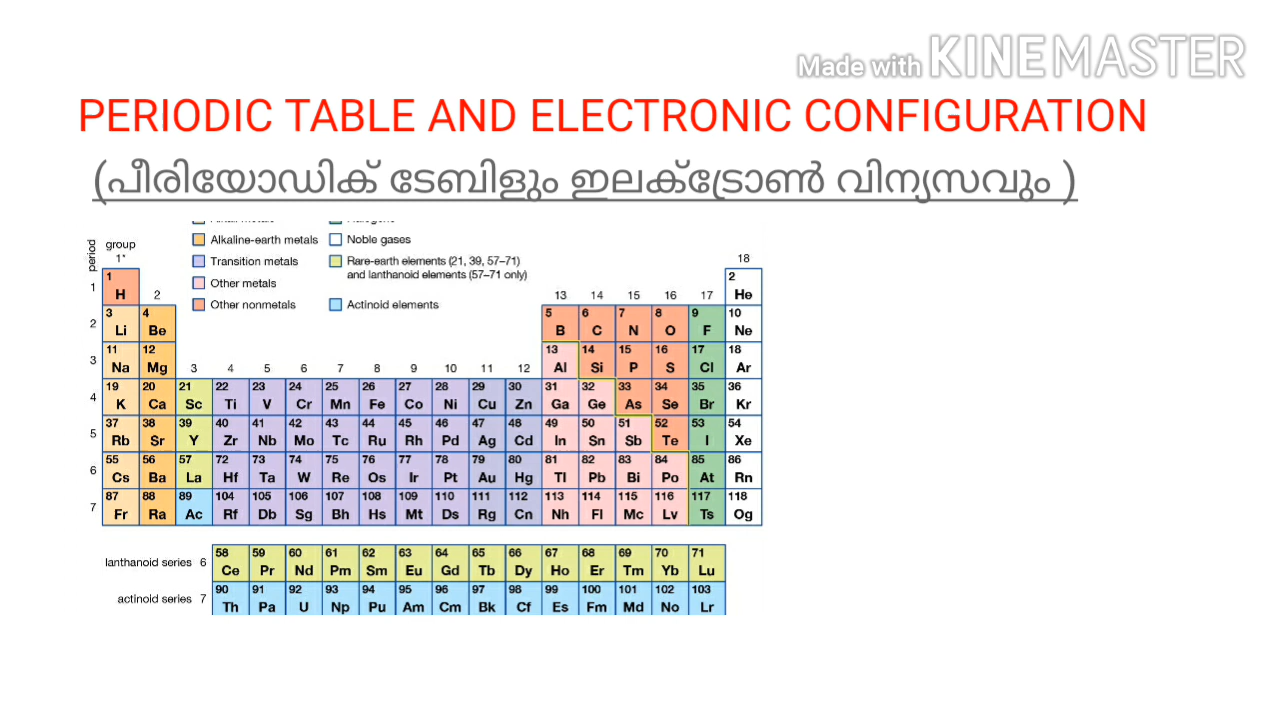 Made with KINEMASTER
PERIODIC TABLE AND ELECTRONIC CONFIGURATION
(പീരിയോഡിക് ടേബിളും ഇലക്ട്രോൺ വിന്യസവും )
Alkaline-earth metals Noble gases
Transition metals Rare-earth elements (21, 39, 57–71)
and lanthanoid elements (57–71 only)
Other metals
Other nonmetals Actinoid elements
period
group
1* 18
1 1 H 2 He
2 13 14 15 16 17
2 3 Li 4 Be 5 B 6 C 7 N 8 O 9 F 10 Ne
3 11 Na 12 Mg 13 Al 14 Si 15 P 16 S 17 Cl 18 Ar
3 4 5 6 7 8 9 10 11 12
4 19 K 20 Ca 21 Sc 22 Ti 23 V 24 Cr 25 Mn 26 Fe 27 Co 28 Ni 29 Cu 30 Zn 31 Ga 32 Ge 33 As 34 Se 35 Br 36 Kr
5 37 Rb 38 Sr 39 Y 40 Zr 41 Nb 42 Mo 43 Tc 44 Ru 45 Rh 46 Pd 47 Ag 48 Cd 49 In 50 Sn 51 Sb 52 Te 53 I 54 Xe
6 55 Cs 56 Ba 57 La 72 Hf 73 Ta 74 W 75 Re 76 Os 77 Ir 78 Pt 79 Au 80 Hg 81 Tl 82 Pb 83 Bi 84 Po 85 At 86 Rn
7 87 Fr 88 Ra 89 Ac 104 Rf 105 Db 106 Sg 107 Bh 108 Hs 109 Mt 110 Ds 111 Rg 112 Cn 113 Nh 114 Fl 115 Mc 116 Lv 117 Ts 118 Og
lanthanoid series 6 58 Ce 59 Pr 60 Nd 61 Pm 62 Sm 63 Eu 64 Gd 65 Tb 66 Dy 67 Ho 68 Er 69 Tm 70 Yb 71 Lu
actinoid series 7 90 Th 91 Pa 92 U 93 Np 94 Pu 95 Am 96 Cm 97 Bk 98 Cf 99 Es 100 Fm 101 Md 102 No 103 Lr